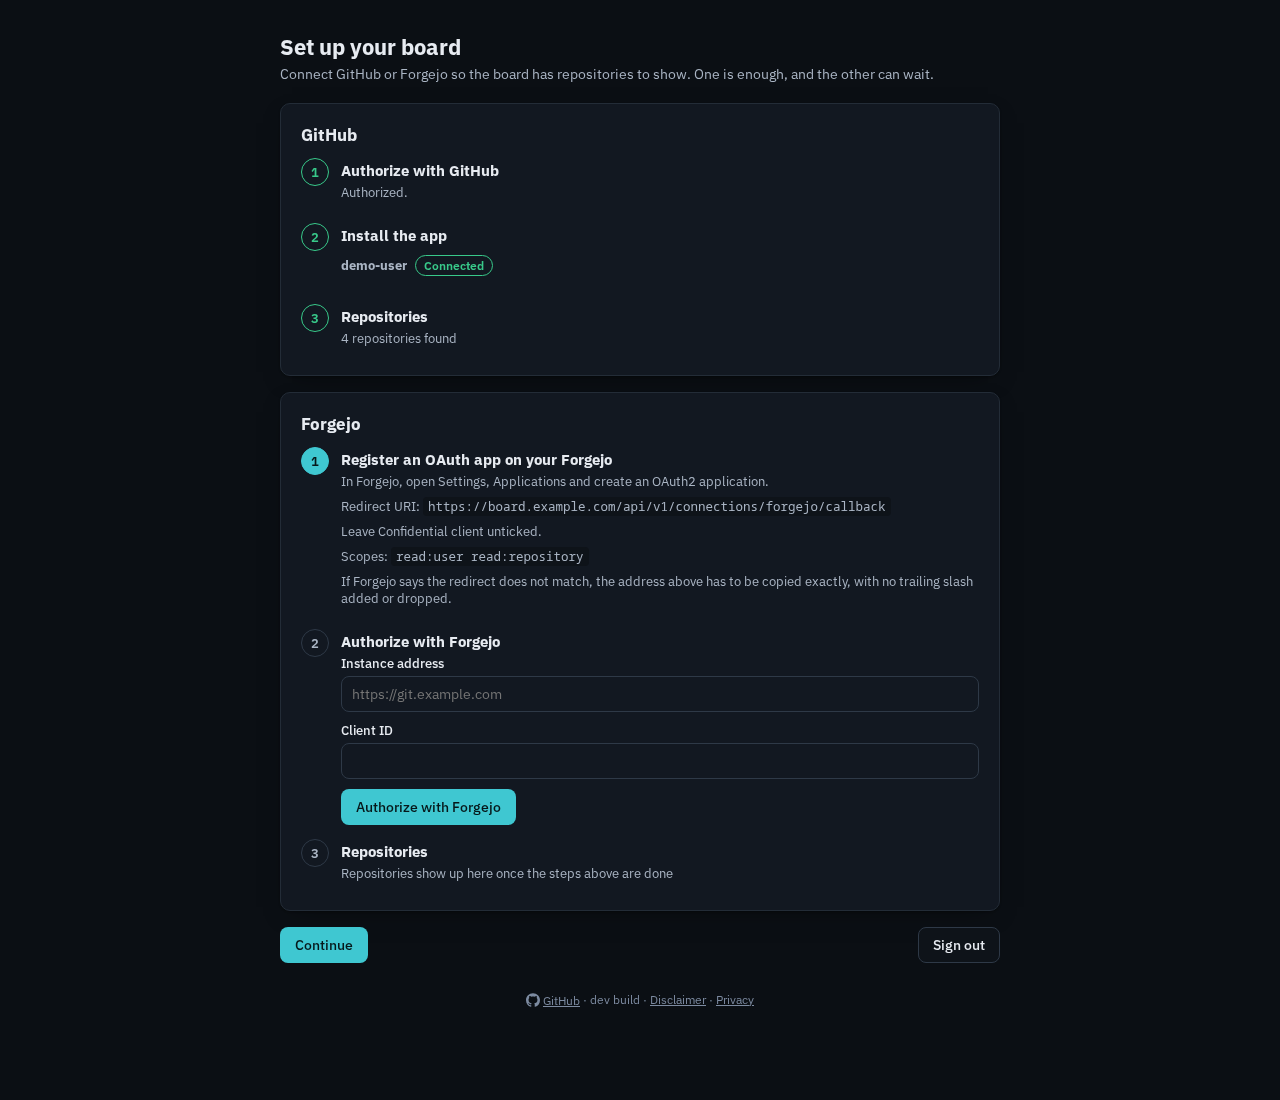 Set up your board
Connect GitHub or Forgejo so the board has repositories to show. One is enough, and the other can wait.
GitHub
1 Authorize with GitHub
Authorized.
2 Install the app
demo-user Connected
3 Repositories
4 repositories found
Forgejo
1 Register an OAuth app on your Forgejo
In Forgejo, open Settings, Applications and create an OAuth2 application.
Redirect URI: https://board.example.com/api/v1/connections/forgejo/callback
Leave Confidential client unticked.
Scopes: read:user read:repository
If Forgejo says the redirect does not match, the address above has to be copied exactly, with no trailing slash
added or dropped.
2 Authorize with Forgejo
Instance address
https://git.example.com
Client ID
Authorize with Forgejo
3 Repositories
Repositories show up here once the steps above are done
Continue Sign out
GitHub · dev build · Disclaimer · Privacy